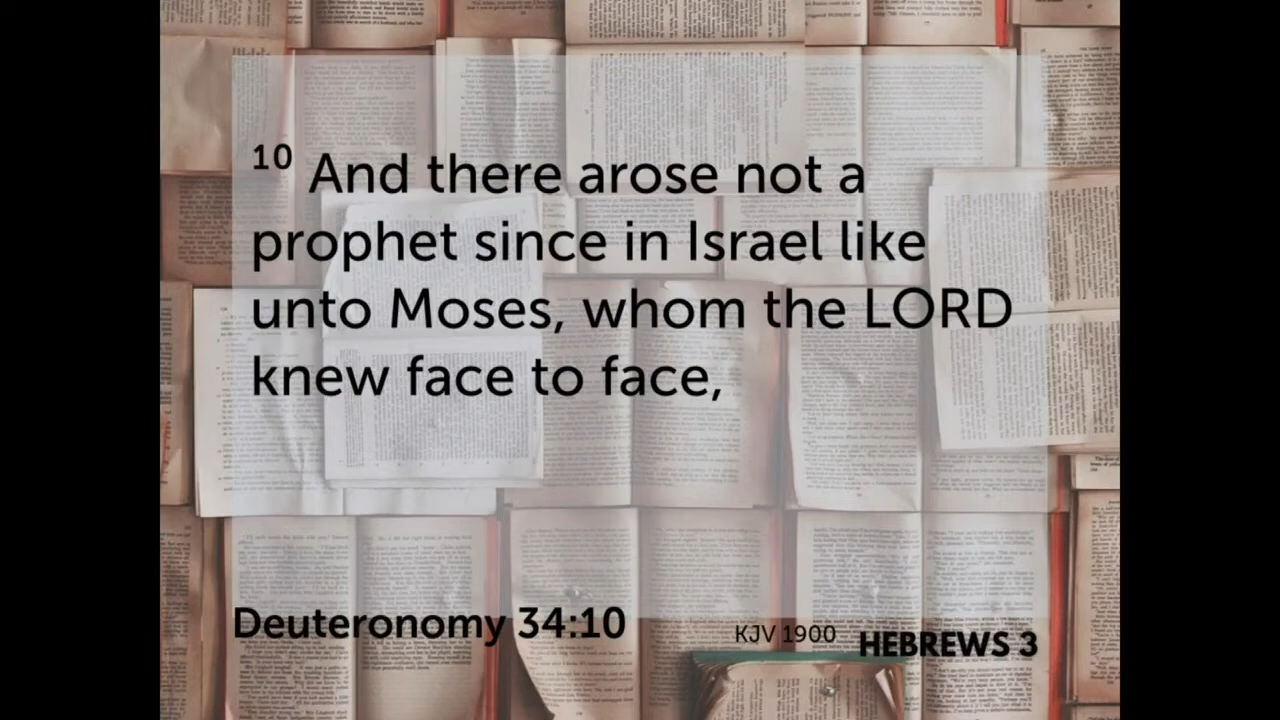 10 And there arose not a
prophet since in Israel like
unto Moses, whom the LORD
knew face to face,
Deuteronomy 34:10
KJV 1900
HEBREWS 3